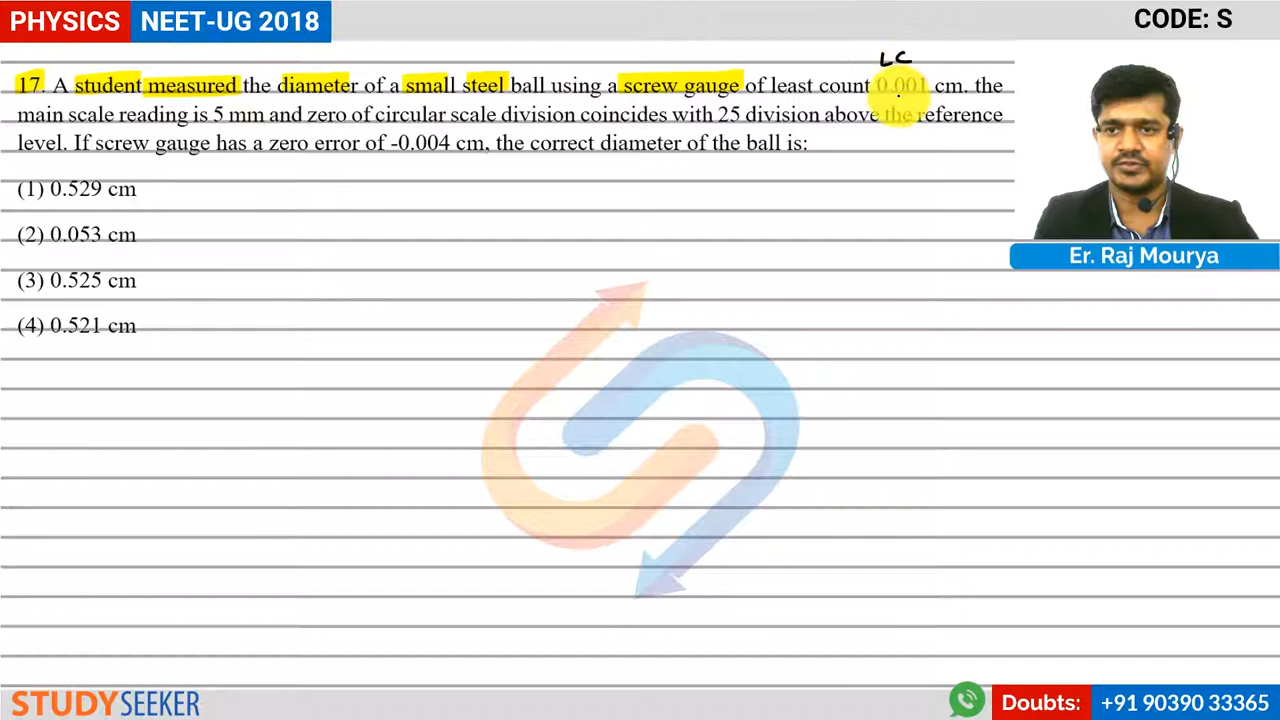 PHYSICS NEET-UG 2018
CODE: S
LC
17. A student measured the diameter of a small steel ball using a screw gauge of least count 0.001 cm. the
main scale reading is 5 mm and zero of circular scale division coincides with 25 division above the reference
level. If screw gauge has a zero error of -0.004 cm, the correct diameter of the ball is:
(1) 0.529 cm
(2) 0.053 cm
(3) 0.525 cm
(4) 0.521 cm
Er. Raj Mourya
STUDYSEEKER
Doubts: +91 90390 33365